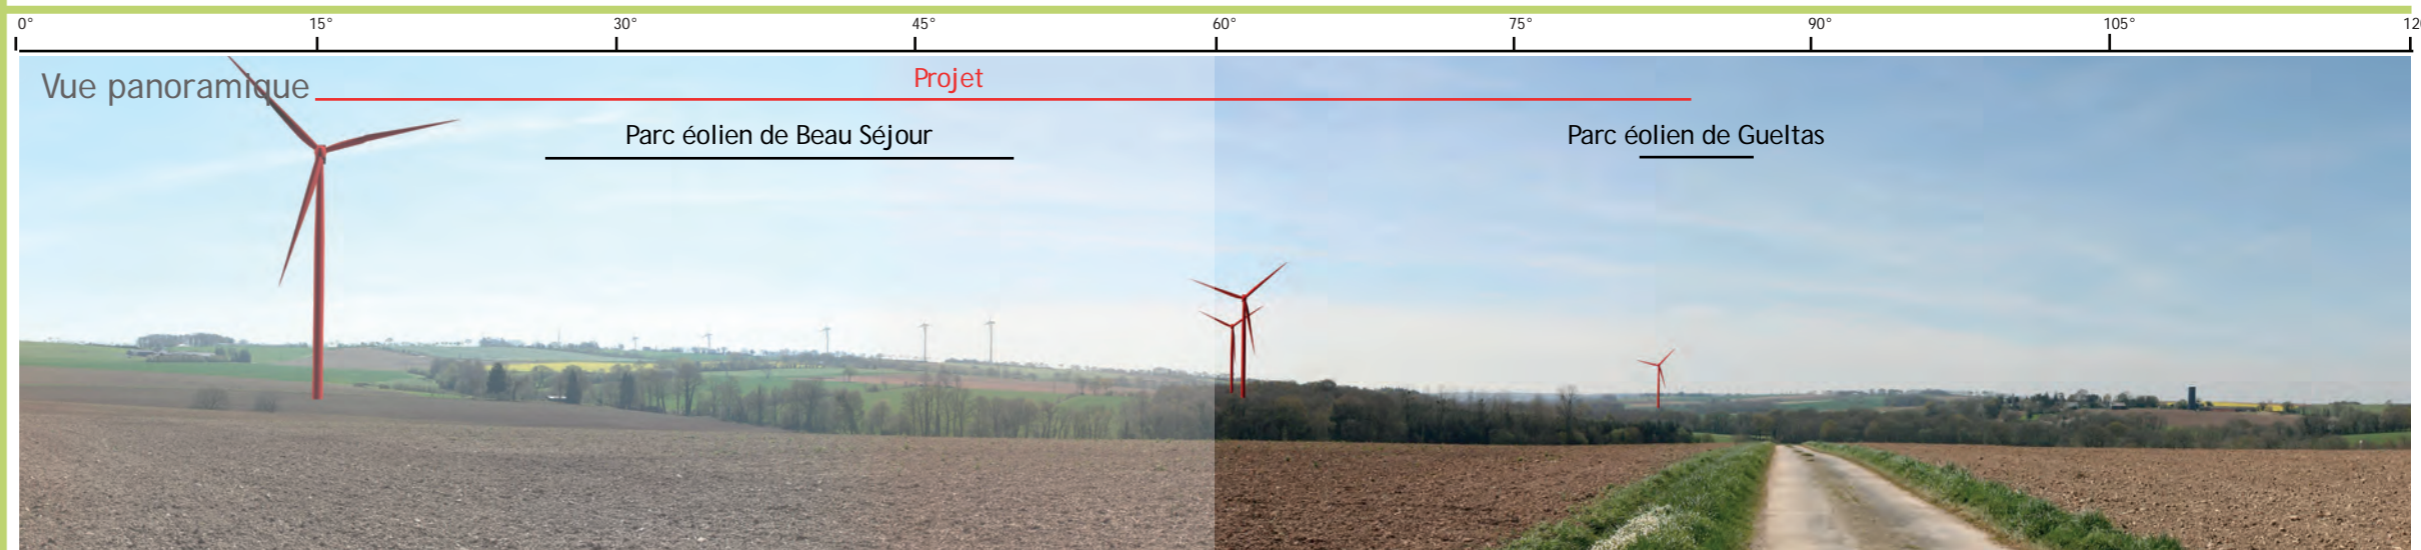 0° 15° 30° 45° 60° 75° 90° 105°
Vue panoramique
Projet
Parc éolien de Beau Séjour
Parc éolien de Gueltas